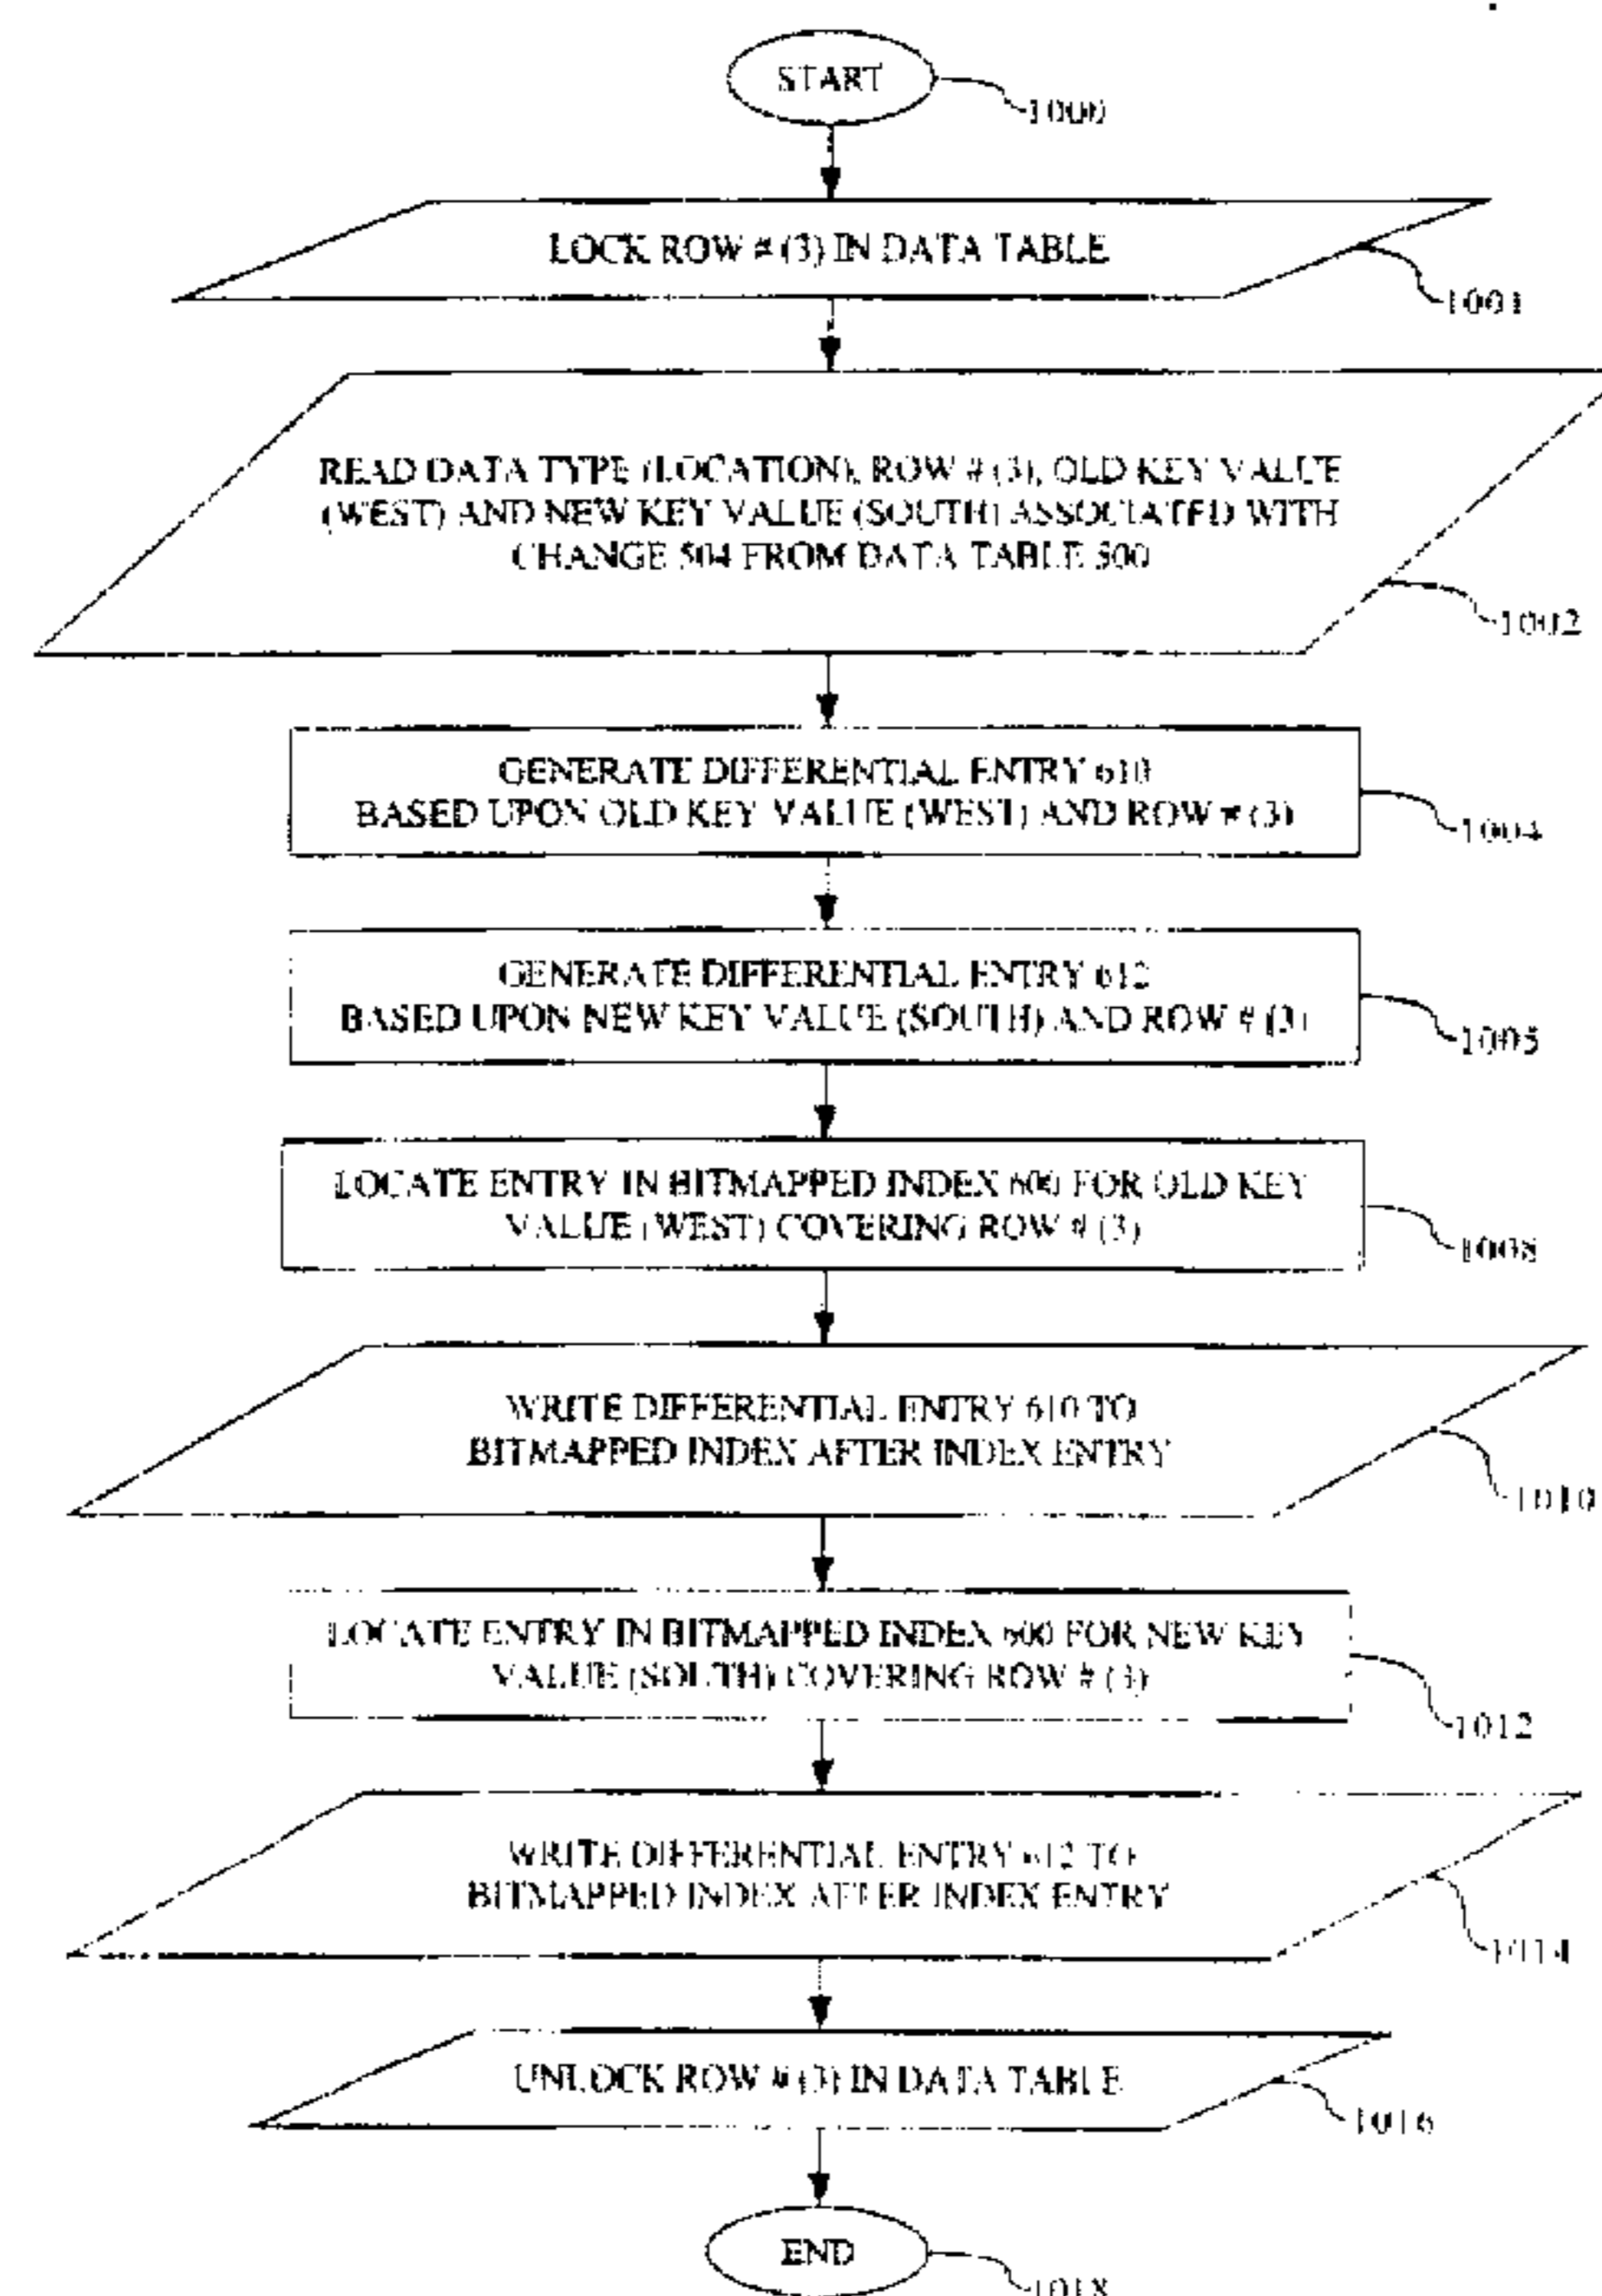 START
1000
LOCK ROW # (3) IN DATA TABLE
1001
READ DATA TYPE (LOCATION), ROW # (3), OLD KEY VALUE
(WEST) AND NEW KEY VALUE (SOUTH) ASSOCIATED WITH
CHANGE 504 FROM DATA TABLE 500
1002
GENERATE DIFFERENTIAL ENTRY 610
BASED UPON OLD KEY VALUE (WEST) AND ROW # (3)
1004
GENERATE DIFFERENTIAL ENTRY 612
BASED UPON NEW KEY VALUE (SOUTH) AND ROW # (3)
LOCATE ENTRY IN BITMAPPED INDEX 600 FOR OLD KEY
VALUE (WEST) COVERING ROW # (3)
1008
WRITE DIFFERENTIAL ENTRY 610 TO
BITMAPPED INDEX AFTER INDEX ENTRY
1010
LOCATE ENTRY IN BITMAPPED INDEX 600 FOR NEW KEY
VALUE (SOUTH) COVERING ROW # (3)
1012
WRITE DIFFERENTIAL ENTRY 612 TO
BITMAPPED INDEX AFTER INDEX ENTRY
1014
UNLOCK ROW # (3) IN DATA TABLE
1016
END
1018